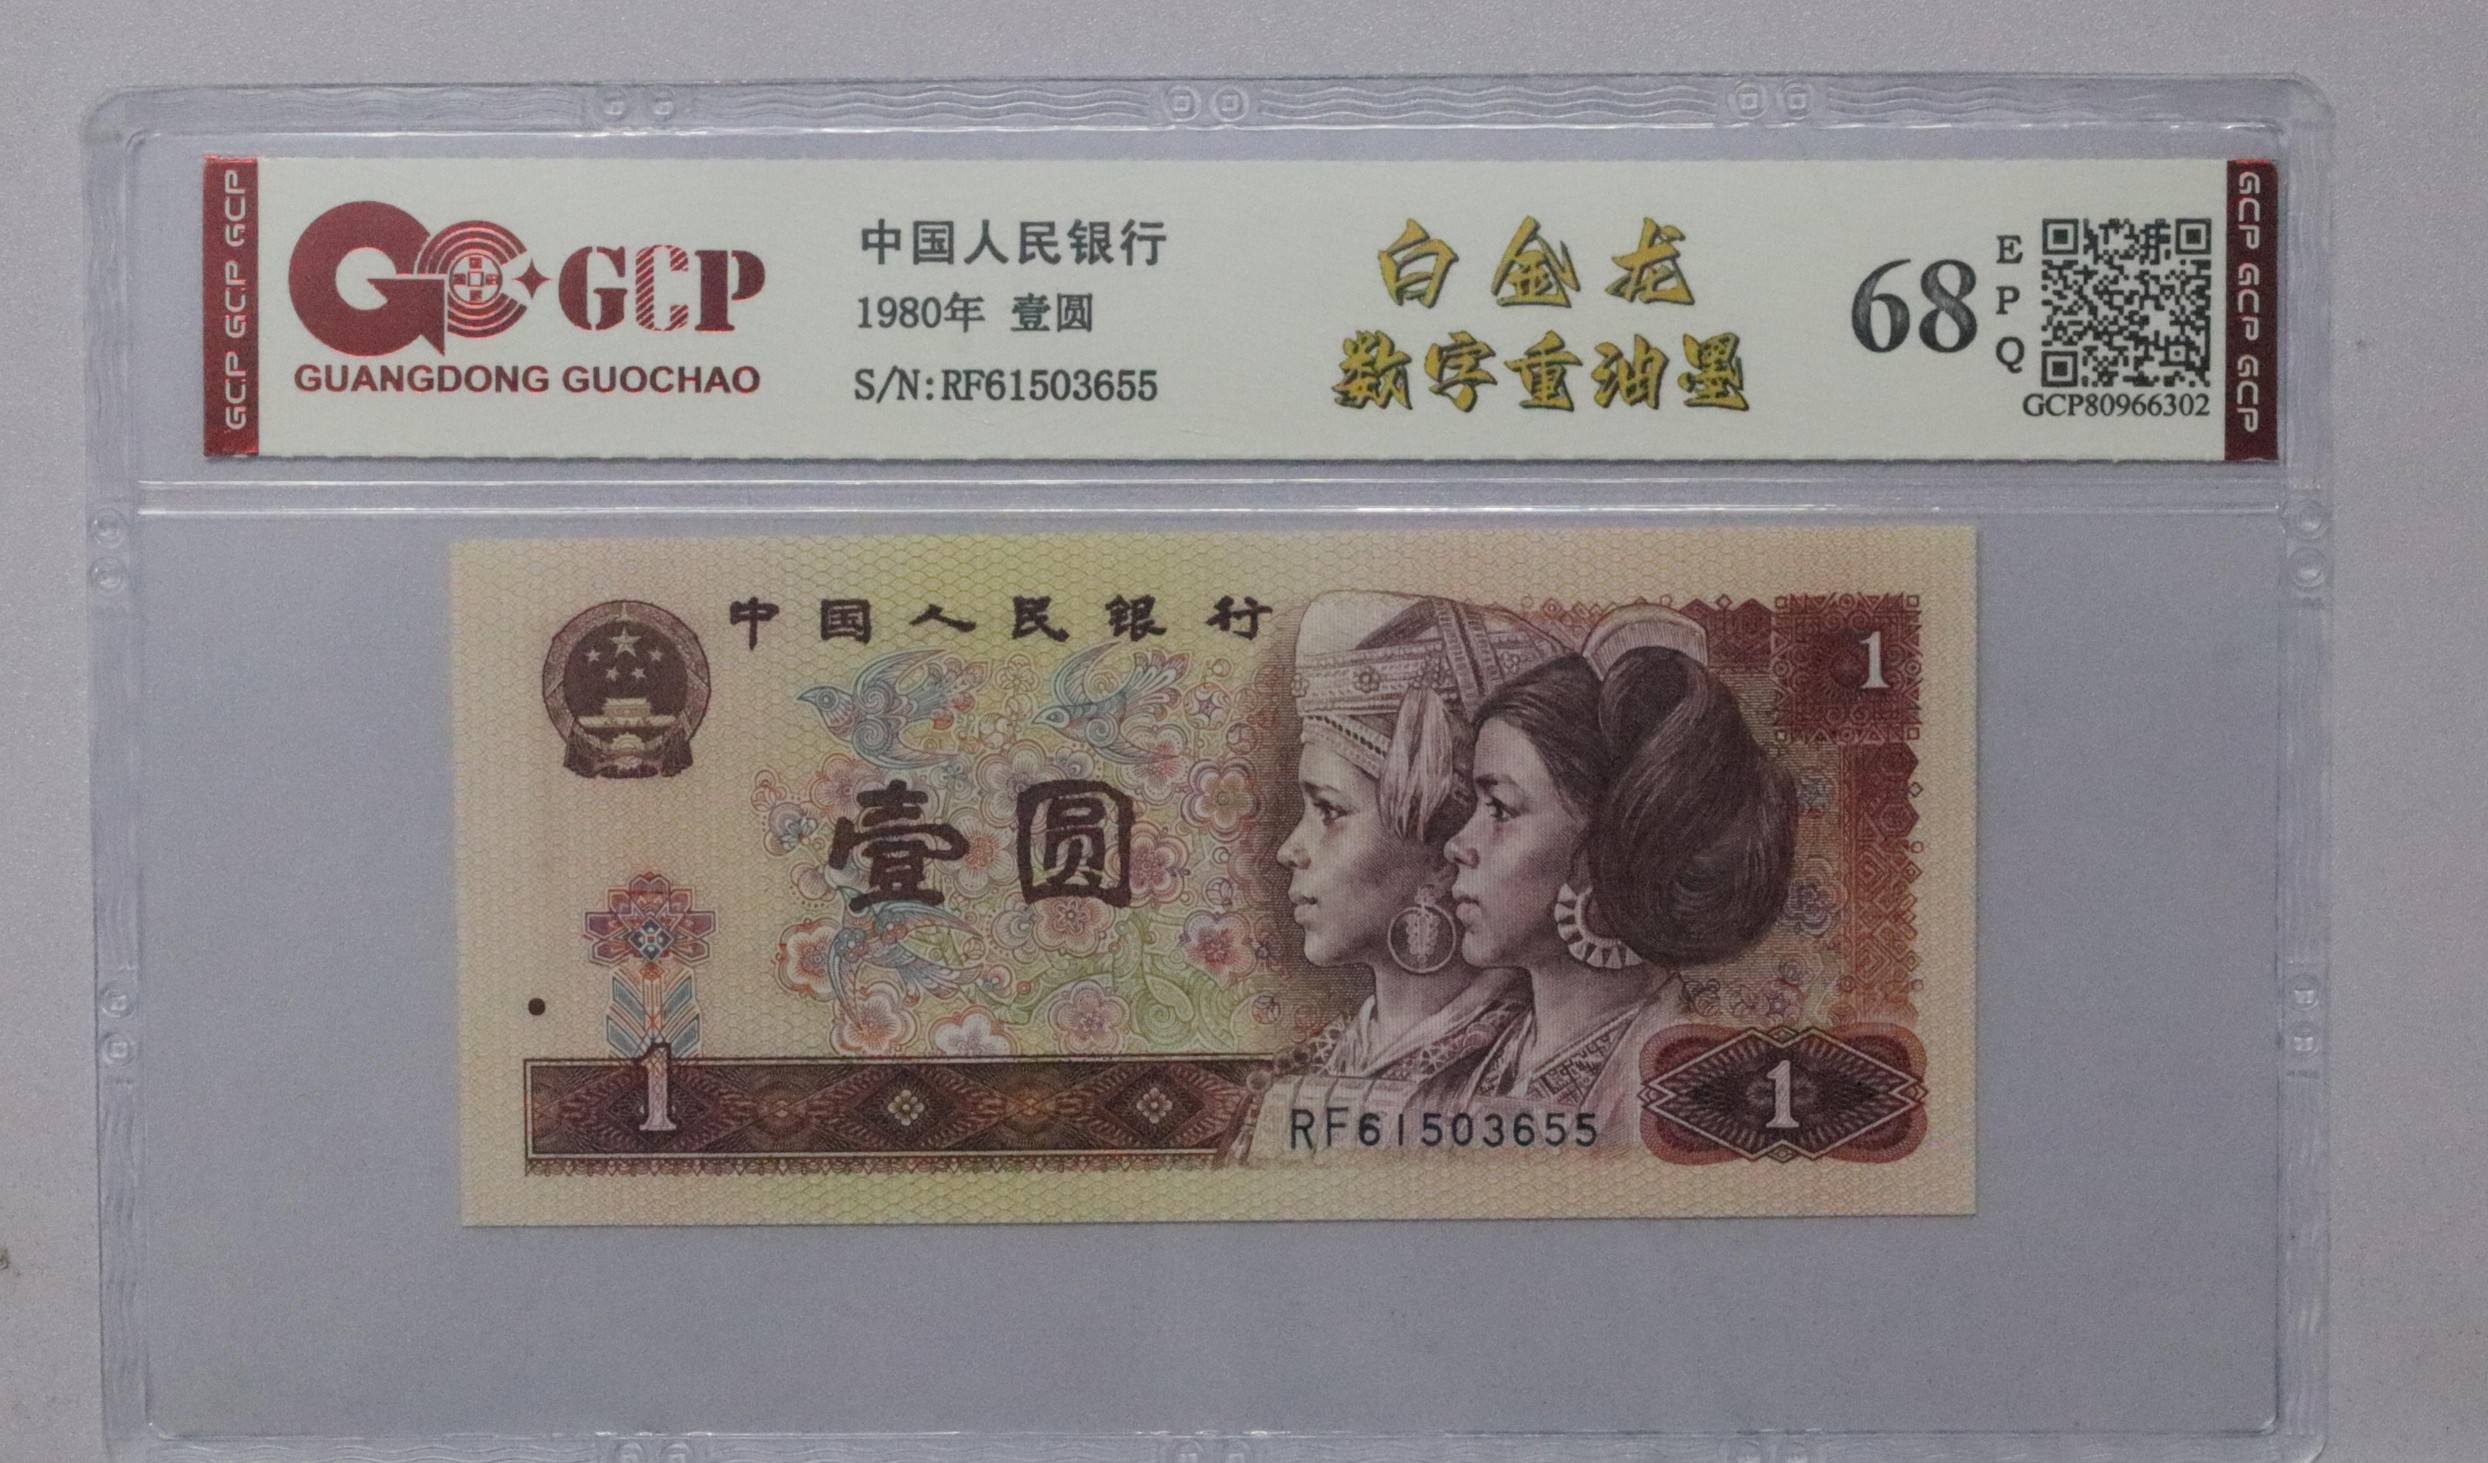 GCP GCP GCP
GCP
GUANGDONG GUOCHAO
中国人民银行
1980年 壹圆
S/N:RF61503655
白金龙
数字重油墨
68
EPQ
GCP80966302
GCP GCP GCP
中国人民银行
1
壹圆
1
RF61503655
1